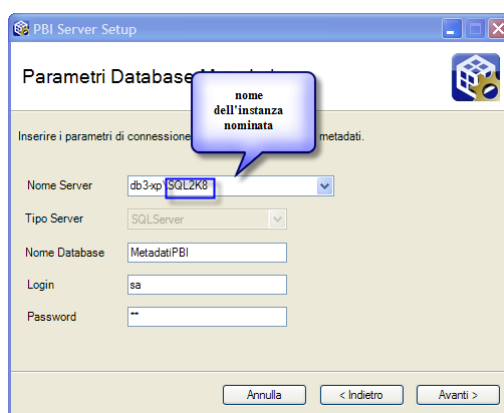 PBI Server Setup
Parametri Database
nome
dell'instanza
nominata
Inserire i parametri di connessione metadati.
Nome Server db3-xp\SQL2K8
Tipo Server SQLServer
Nome Database MetadatiPBI
Login sa
Password **
Annulla < Indietro Avanti >